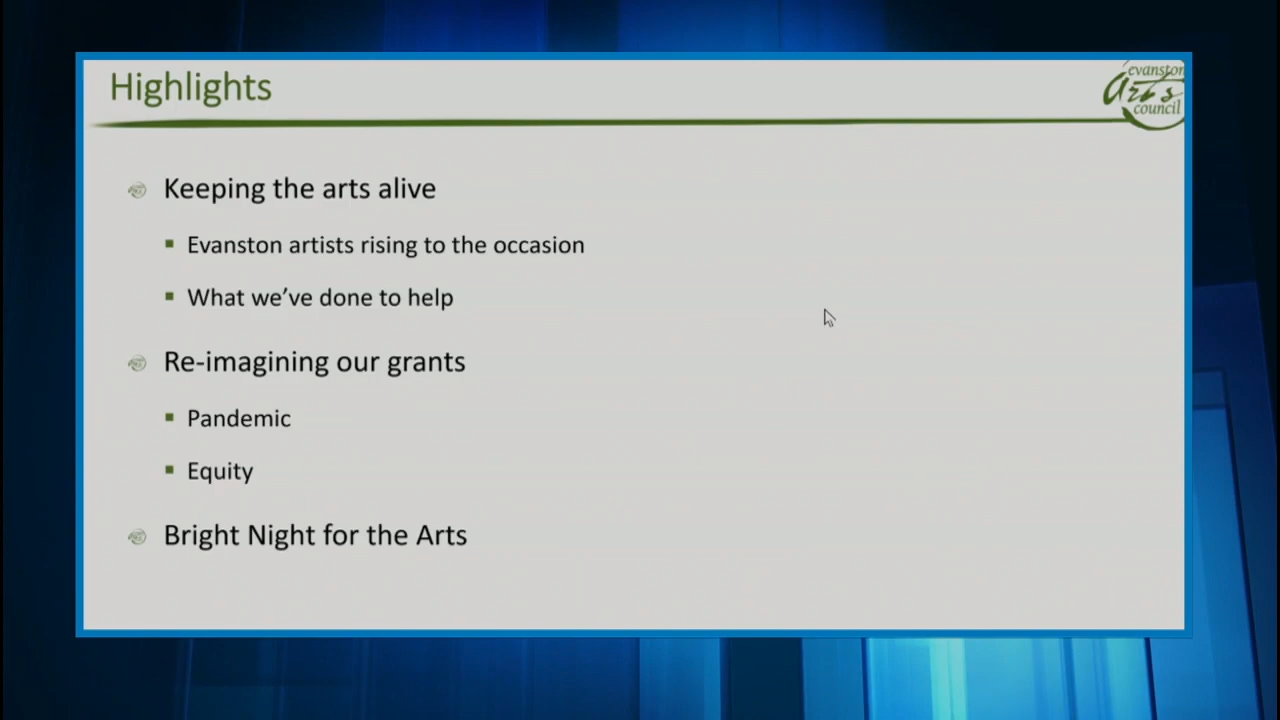 Highlights
evanston
arts
council
Keeping the arts alive
Evanston artists rising to the occasion
What we’ve done to help
Re-imagining our grants
Pandemic
Equity
Bright Night for the Arts